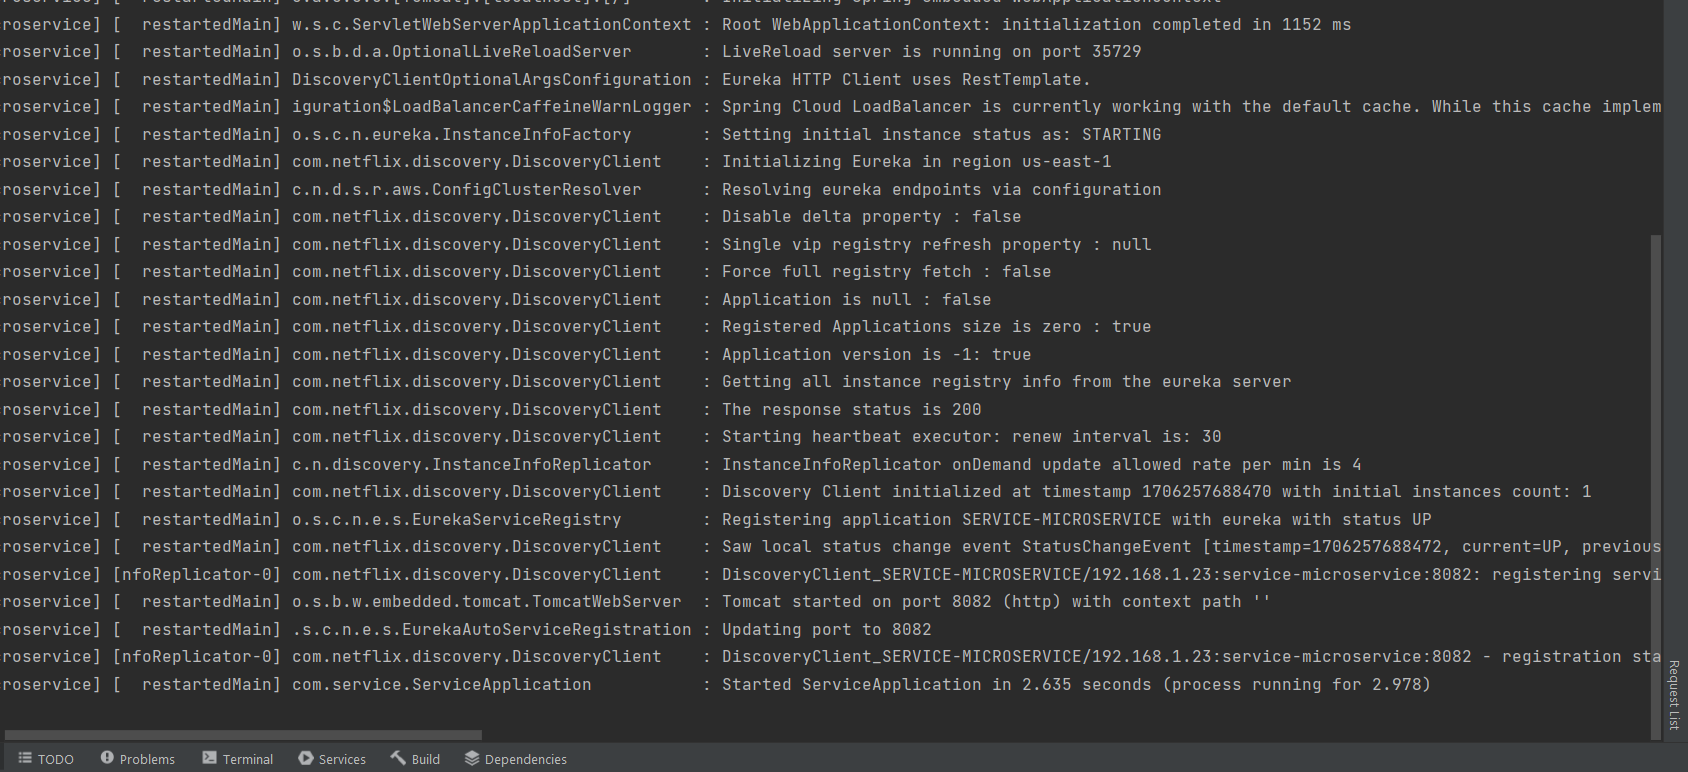 roservice] [  restartedMain] w.s.c.ServletWebServerApplicationContext : Root WebApplicationContext: initialization completed in 1152 ms
roservice] [  restartedMain] o.s.b.d.a.OptionalLiveReloadServer       : LiveReload server is running on port 35729
roservice] [  restartedMain] DiscoveryClientOptionalArgsConfiguration : Eureka HTTP Client uses RestTemplate.
roservice] [  restartedMain] iguration$LoadBalancerCaffeineWarnLogger : Spring Cloud LoadBalancer is currently working with the default cache. While this cache implem
roservice] [  restartedMain] o.s.c.n.eureka.InstanceInfoFactory       : Setting initial instance status as: STARTING
roservice] [  restartedMain] com.netflix.discovery.DiscoveryClient    : Initializing Eureka in region us-east-1
roservice] [  restartedMain] c.n.d.s.r.aws.ConfigClusterResolver      : Resolving eureka endpoints via configuration
roservice] [  restartedMain] com.netflix.discovery.DiscoveryClient    : Disable delta property : false
roservice] [  restartedMain] com.netflix.discovery.DiscoveryClient    : Single vip registry refresh property : null
roservice] [  restartedMain] com.netflix.discovery.DiscoveryClient    : Force full registry fetch : false
roservice] [  restartedMain] com.netflix.discovery.DiscoveryClient    : Application is null : false
roservice] [  restartedMain] com.netflix.discovery.DiscoveryClient    : Registered Applications size is zero : true
roservice] [  restartedMain] com.netflix.discovery.DiscoveryClient    : Application version is -1: true
roservice] [  restartedMain] com.netflix.discovery.DiscoveryClient    : Getting all instance registry info from the eureka server
roservice] [  restartedMain] com.netflix.discovery.DiscoveryClient    : The response status is 200
roservice] [  restartedMain] com.netflix.discovery.DiscoveryClient    : Starting heartbeat executor: renew interval is: 30
roservice] [  restartedMain] c.n.discovery.InstanceInfoReplicator     : InstanceInfoReplicator onDemand update allowed rate per min is 4
roservice] [  restartedMain] com.netflix.discovery.DiscoveryClient    : Discovery Client initialized at timestamp 1706257688470 with initial instances count: 1
roservice] [  restartedMain] o.s.c.n.e.s.EurekaServiceRegistry        : Registering application SERVICE-MICROSERVICE with eureka with status UP
roservice] [  restartedMain] com.netflix.discovery.DiscoveryClient    : Saw local status change event StatusChangeEvent [timestamp=1706257688472, current=UP, previous
roservice] [nfoReplicator-0] com.netflix.discovery.DiscoveryClient    : DiscoveryClient_SERVICE-MICROSERVICE/192.168.1.23:service-microservice:8082: registering servi
roservice] [  restartedMain] o.s.b.w.embedded.tomcat.TomcatWebServer  : Tomcat started on port 8082 (http) with context path ''
roservice] [  restartedMain] .s.c.n.e.s.EurekaAutoServiceRegistration : Updating port to 8082
roservice] [nfoReplicator-0] com.netflix.discovery.DiscoveryClient    : DiscoveryClient_SERVICE-MICROSERVICE/192.168.1.23:service-microservice:8082 - registration sta
roservice] [  restartedMain] com.service.ServiceApplication           : Started ServiceApplication in 2.635 seconds (process running for 2.978)
Request List
TODO Problems Terminal Services Build Dependencies